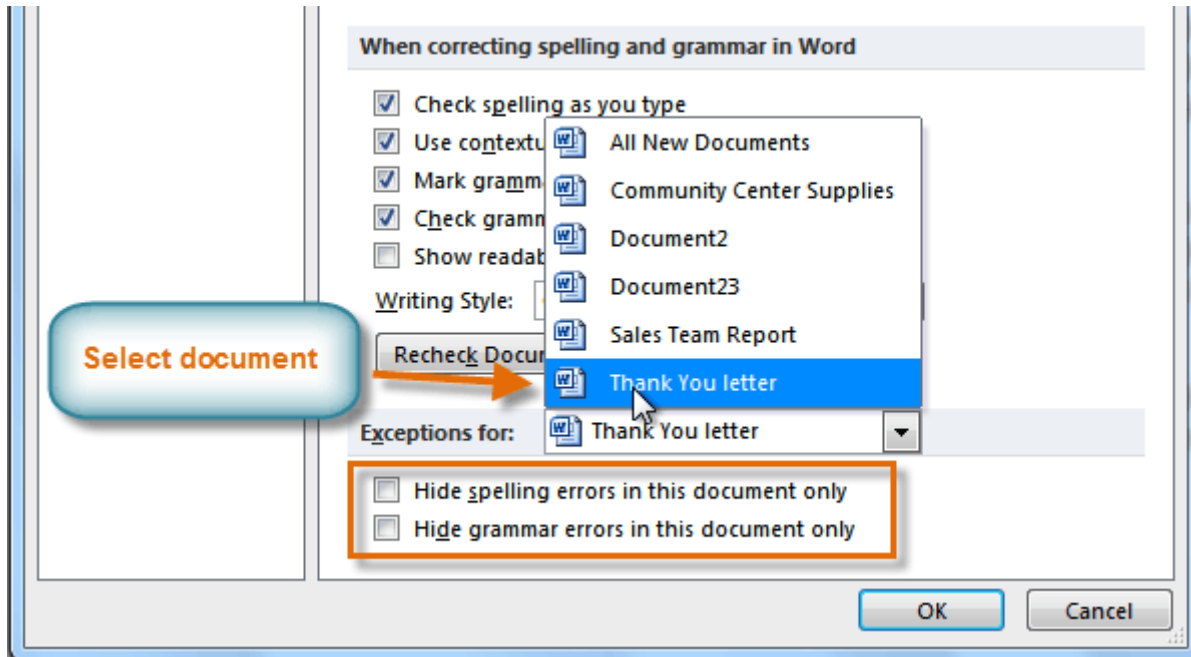 When correcting spelling and grammar in Word
Check spelling as you type
Use contextu
All New Documents
Mark gramm
Community Center Supplies
Check gramm
Document2
Show readab
Document23
Writing Style:
Sales Team Report
Select document
Recheck Docu
Thank You letter
Exceptions for:
Thank You letter
Hide spelling errors in this document only
Hide grammar errors in this document only
OK
Cancel